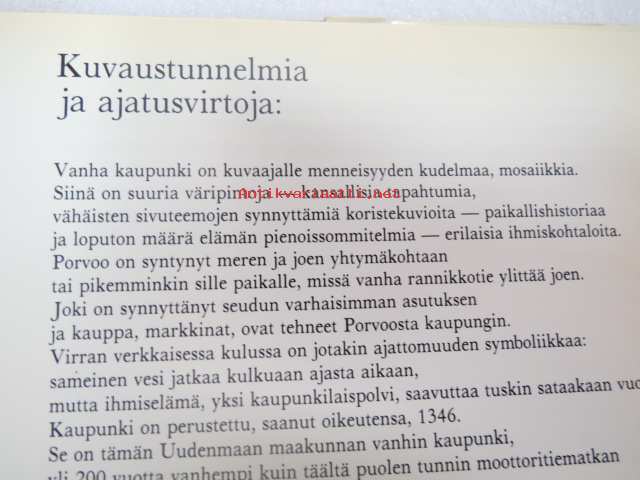 Kuvaustunnelmia
ja ajatusvirtoja:
Vanha kaupunki on kuvaajalle menneisyyden kudelmaa, mosaiikkia.
Siinä on suuria väripintoja — kansallisia tapahtumia,
vähäisten sivuteemojen synnyttämiä koristekuvioita — paikallishistoriaa
ja loputon määrä elämän pienoissommitelmia — erilaisia ihmiskohtaloita.
Porvoo on syntynyt meren ja joen yhtymäkohtaan
tai pikemminkin sille paikalle, missä vanha rannikkotie ylittää joen.
Joki on synnyttänyt seudun varhaisimman asutuksen
ja kauppa, markkinat, ovat tehneet Porvoosta kaupungin.
Virran verkkaisessa kulussa on jotakin ajattomuuden symboliikkaa:
sameinen vesi jatkaa kulkuaan ajasta aikaan,
mutta ihmiselämä, yksi kaupunkilaispolvi, saavuttaa tuskin sataakaan vuo
Kaupunki on perustettu, saanut oikeutensa, 1346.
Se on tämän Uudenmaan maakunnan vanhin kaupunki,
yli 200 vuotta vanhempi kuin täältä puolen tunnin moottoritiematkan